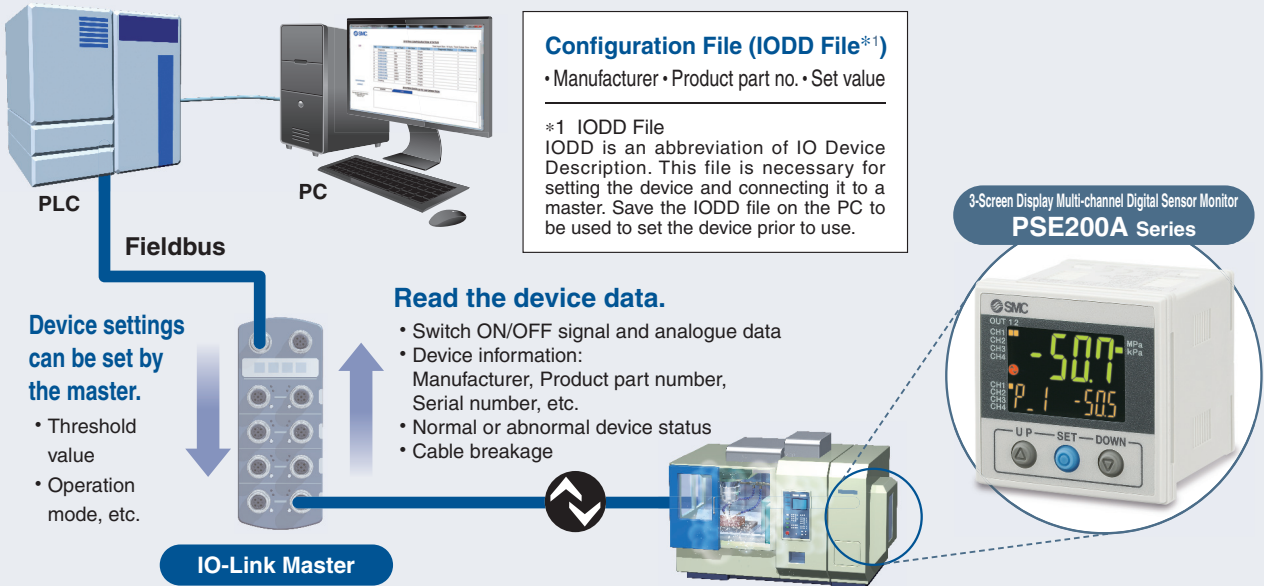 PLC
PC
SMC
Configuration File (IODD File*1)
• Manufacturer • Product part no. • Set value
*1 IODD File
IODD is an abbreviation of IO Device
Description. This file is necessary for
setting the device and connecting it to a
master. Save the IODD file on the PC to
be used to set the device prior to use.
Fieldbus
Device settings
can be set by
the master.
• Threshold
value
• Operation
mode, etc.
IO-Link Master
Read the device data.
• Switch ON/OFF signal and analogue data
• Device information:
Manufacturer, Product part number,
Serial number, etc.
• Normal or abnormal device status
• Cable breakage
3-Screen Display Multi-channel Digital Sensor Monitor
PSE200A Series
SMC
OUT 1 2
CH1
CH2
CH3
CH4
-50.7
MPa
kPa
CH1
CH2
CH3
CH4
P_1 -50.5
UP SET DOWN